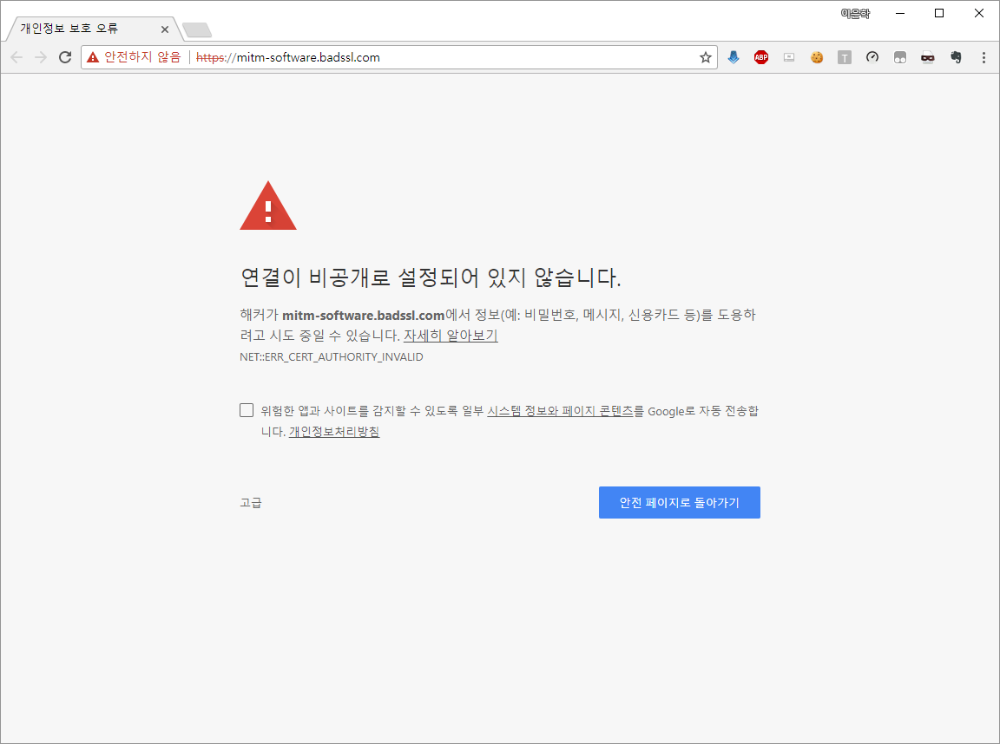 이은학
개인정보 보호 오류
안전하지 않음 https://mitm-software.badssl.com
ABP
T
연결이 비공개로 설정되어 있지 않습니다.
해커가 mitm-software.badssl.com에서 정보(예: 비밀번호, 메시지, 신용카드 등)를 도용하
려고 시도 중일 수 있습니다. 자세히 알아보기
NET::ERR_CERT_AUTHORITY_INVALID
위험한 앱과 사이트를 감지할 수 있도록 일부 시스템 정보와 페이지 콘텐츠를 Google로 자동 전송합
니다. 개인정보처리방침
고급
안전 페이지로 돌아가기